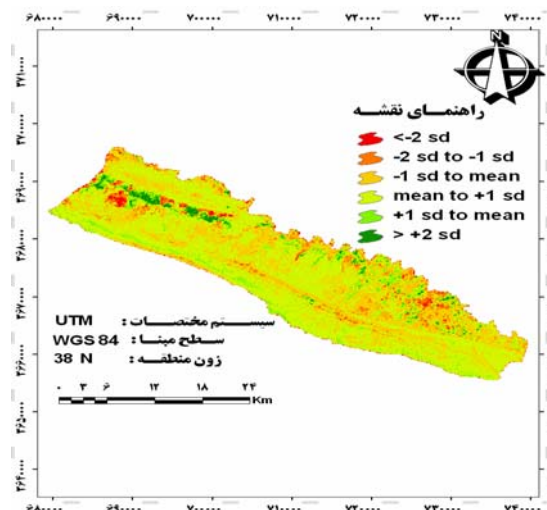 ۶۸۰۰۰۰ ۶۹۰۰۰۰ ۷۰۰۰۰۰ ۷۱۰۰۰۰ ۷۲۰۰۰۰ ۷۳۰۰۰۰ ۷۴۰۰۰۰
N
راهنمای نقشه
<-2 sd
-2 sd to -1 sd
-1 sd to mean
mean to +1 sd
+1 sd to mean
> +2 sd
سیستم مختصات : UTM
سطح مبنا : WGS 84
زون منطقه : 38 N
۰ ۳ ۶ ۱۲ ۱۸ ۲۴
Km
۳۷۱۰۰۰۰
۳۷۰۰۰۰۰
۳۶۹۰۰۰۰
۳۶۸۰۰۰۰
۳۶۷۰۰۰۰
۳۶۶۰۰۰۰
۳۶۵۰۰۰۰
۳۶۴۰۰۰۰
۶۸۰۰۰۰ ۶۹۰۰۰۰ ۷۰۰۰۰۰ ۷۱۰۰۰۰ ۷۲۰۰۰۰ ۷۳۰۰۰۰ ۷۴۰۰۰۰